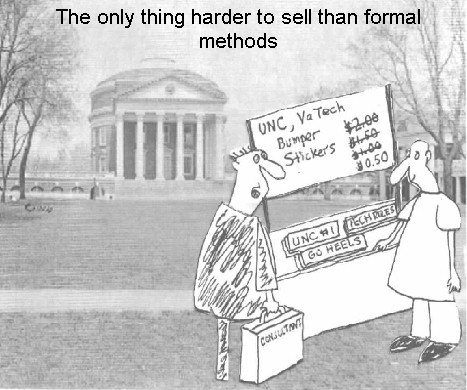 The only thing harder to sell than formal
methods
UNC, Va Tech
Bumper
Stickers
$2.00
$1.50
$1.00
$0.50
UNC #1
TECH RULES
GO HEELS
CONSULTANT